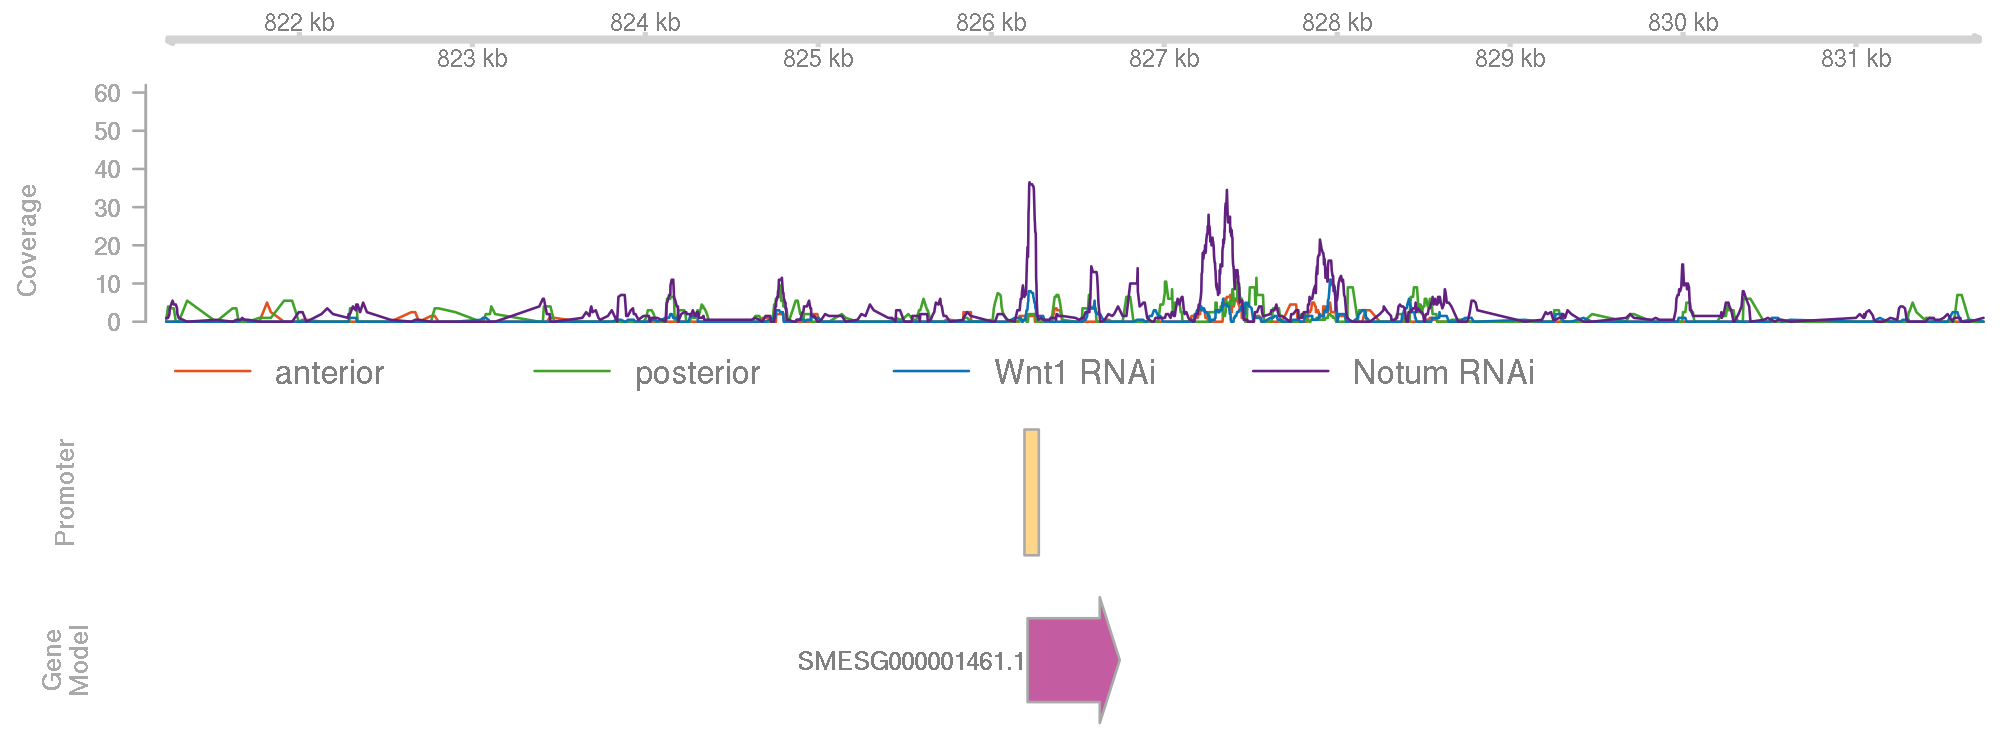 822 kb 824 kb 826 kb 828 kb 830 kb
823 kb 825 kb 827 kb 829 kb 831 kb
60
50
40
30
20
10
0
Coverage
anterior posterior Wnt1 RNAi Notum RNAi
Promoter
Gene
Model
SMESG000001461.1